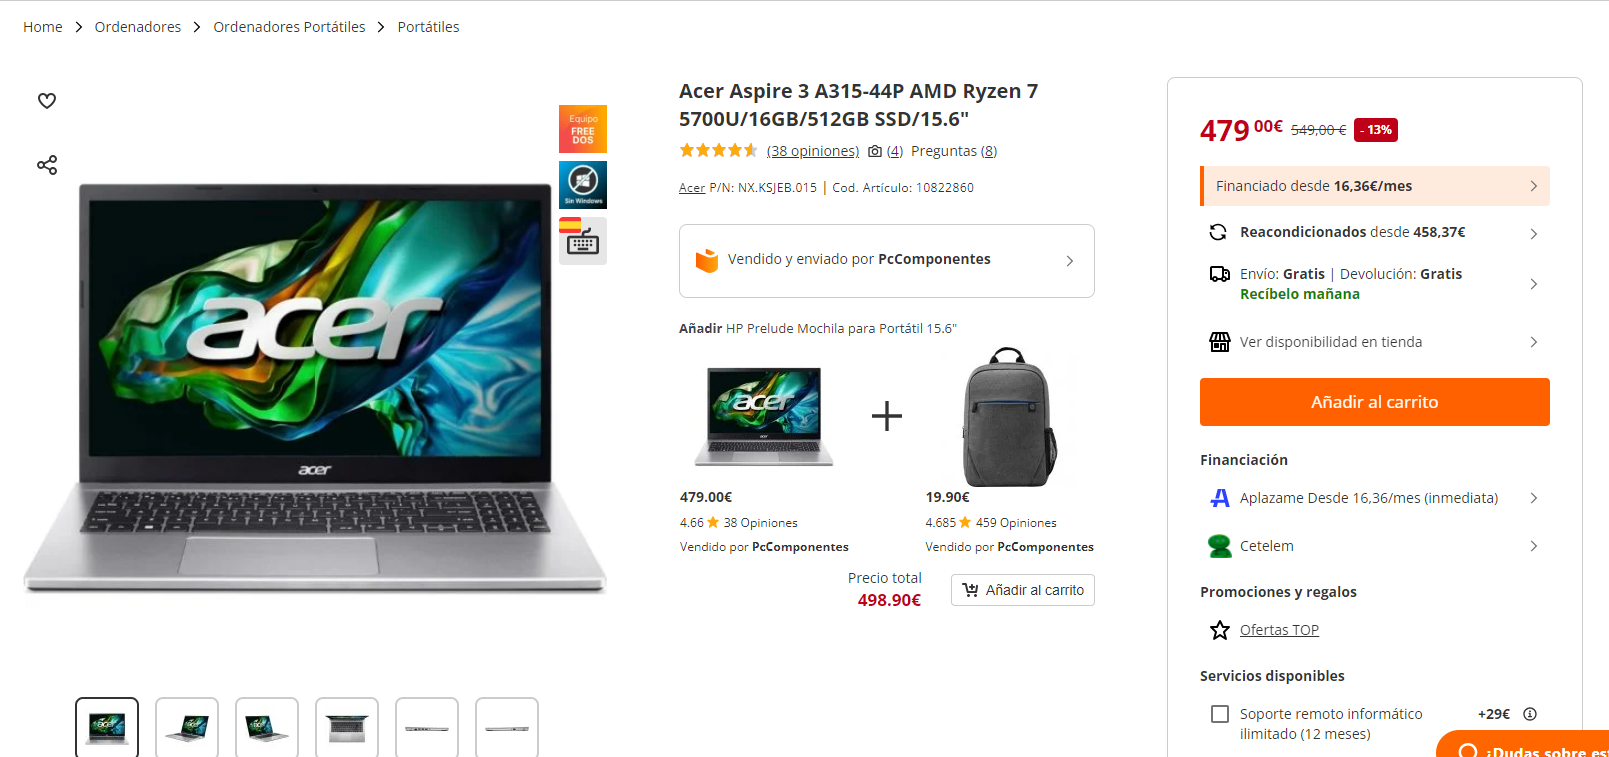 Home > Ordenadores > Ordenadores Portátiles > Portátiles
Equipo
FREE
DOS
Sin Windows
acer
acer
Acer Aspire 3 A315-44P AMD Ryzen 7
5700U/16GB/512GB SSD/15.6"
(38 opiniones) (4) Preguntas (8)
Acer P/N: NX.KSJEB.015 | Cod. Artículo: 10822860
Vendido y enviado por PcComponentes
Añadir HP Prelude Mochila para Portátil 15.6"
acer
+
479.00€
4.66 38 Opiniones
Vendido por PcComponentes
19.90€
4.685 459 Opiniones
Vendido por PcComponentes
Precio total
498.90€
Añadir al carrito
479 00€ 549,00 € - 13%
Financiado desde 16,36€/mes
Reacondicionados desde 458,37€
Envío: Gratis | Devolución: Gratis
Recíbelo mañana
Ver disponibilidad en tienda
Añadir al carrito
Financiación
Aplazame Desde 16,36/mes (inmediata)
Cetelem
Promociones y regalos
Ofertas TOP
Servicios disponibles
Soporte remoto informático
ilimitado (12 meses)
+29€
¿Dudas sobre est